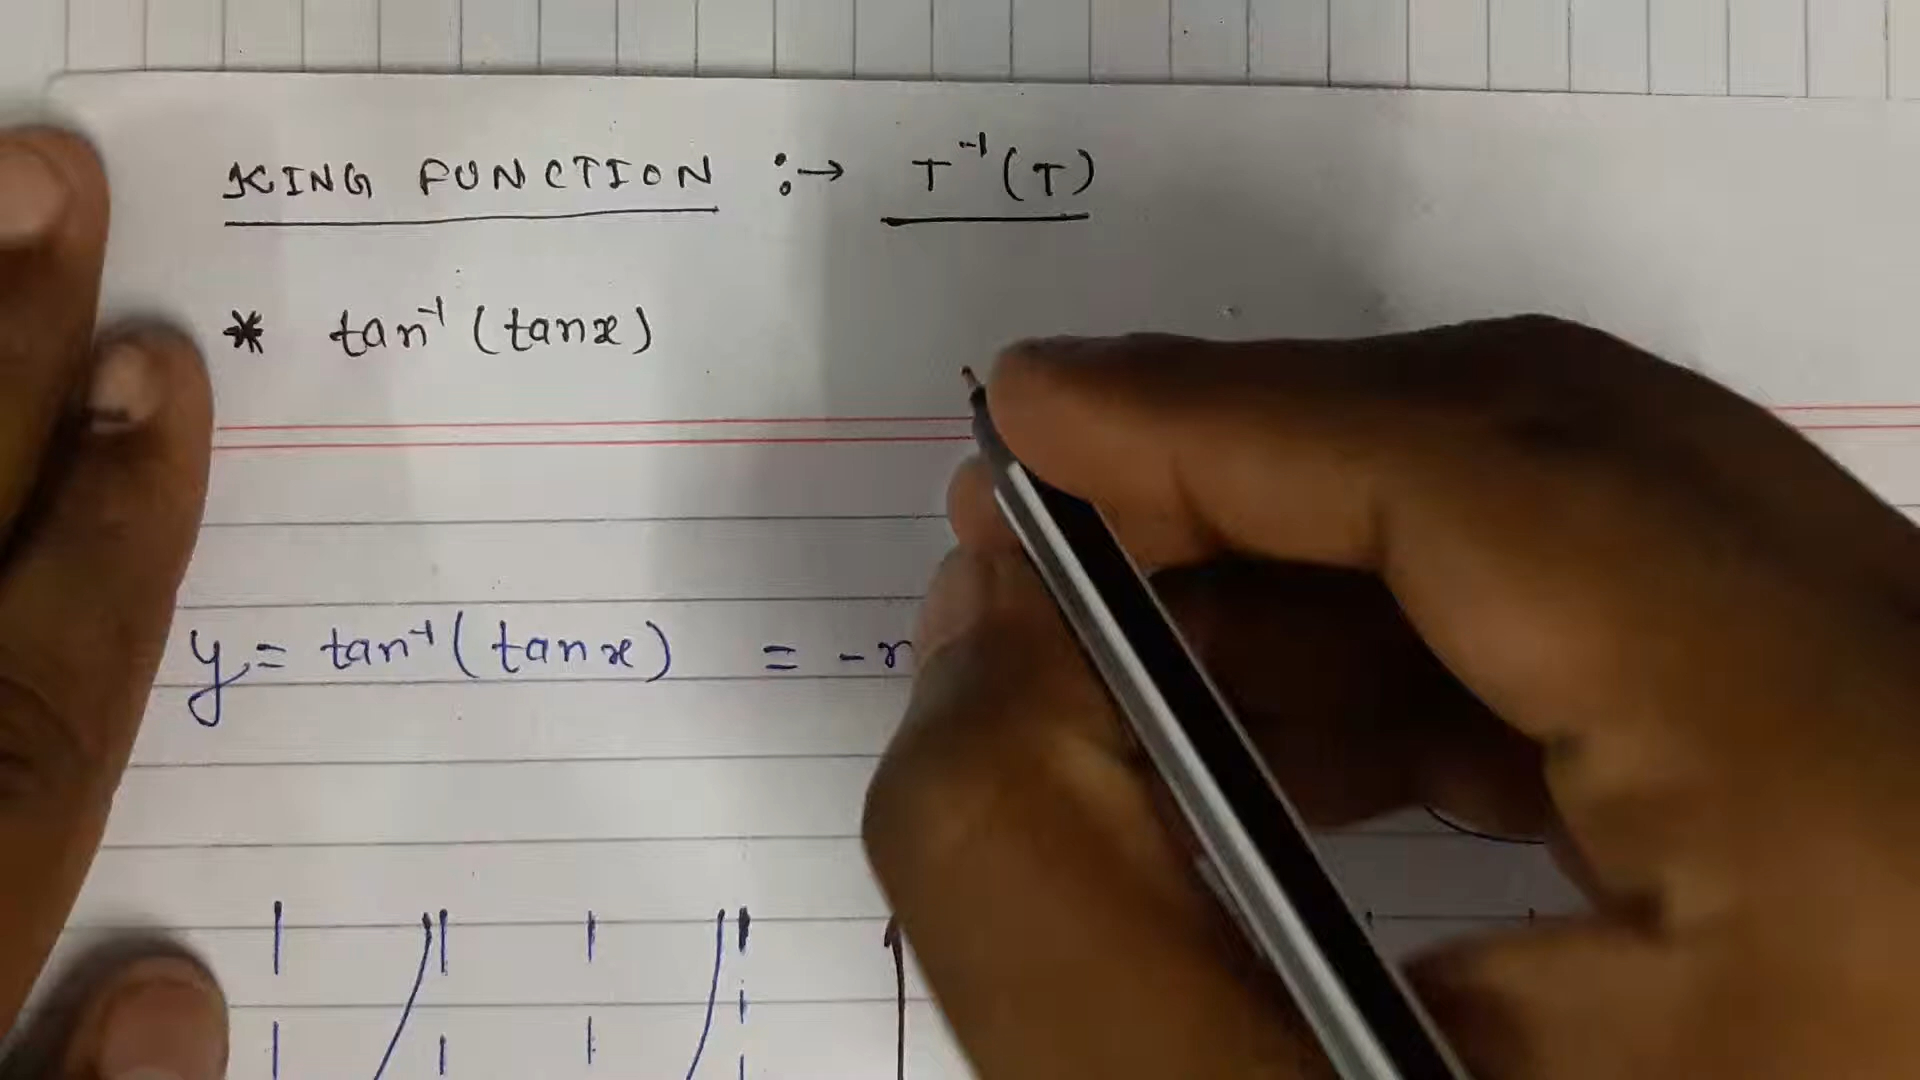 KING FUNCTION :→ T⁻¹(T)
* tan⁻¹(tanx)
y = tan⁻¹(tanx) = -n